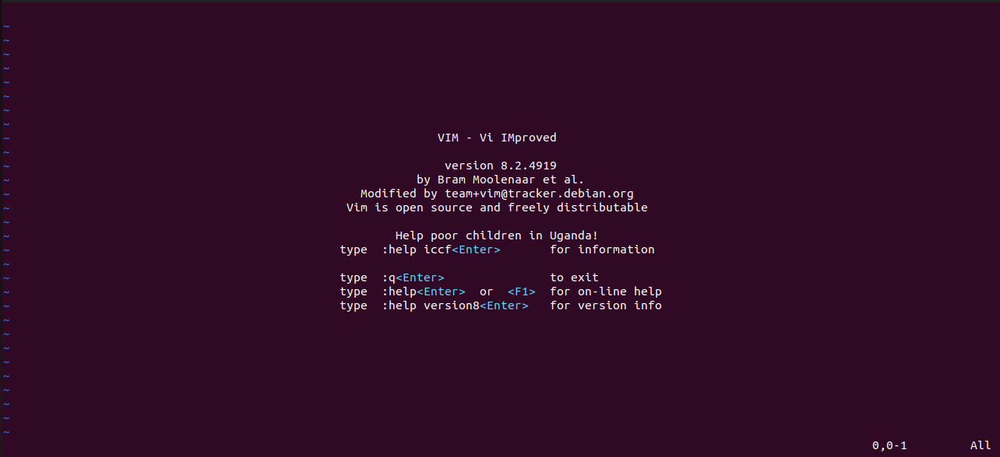 ~
~
~
~
~
~
~
~
~ VIM - Vi IMproved
~
~ version 8.2.4919
~ by Bram Moolenaar et al.
~ Modified by team+vim@tracker.debian.org
~ Vim is open source and freely distributable
~
~ Help poor children in Uganda!
~ type  :help iccf<Enter>       for information
~
~ type  :q<Enter>               to exit
~ type  :help<Enter>  or  <F1>  for on-line help
~ type  :help version8<Enter>   for version info
~
~
~
~
~
~
~
~
~
0,0-1         All